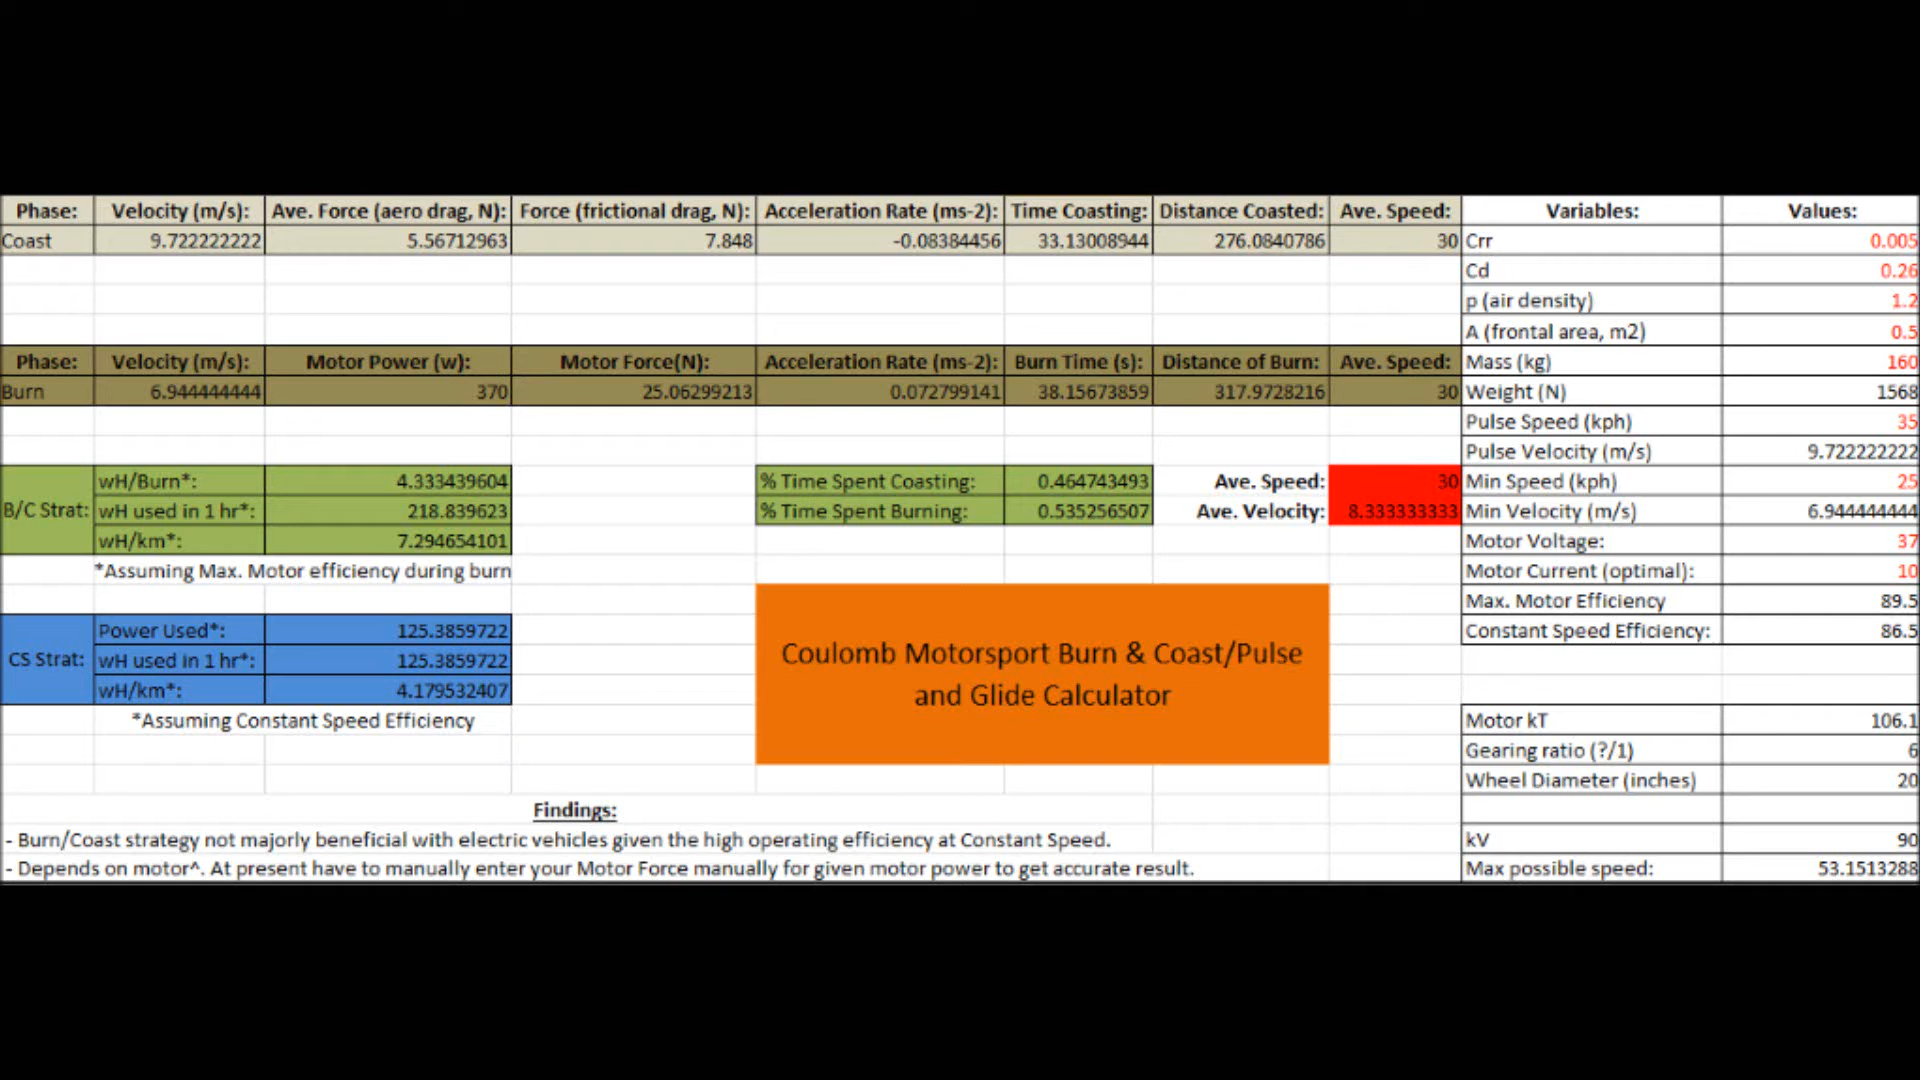 Phase: Velocity (m/s): Ave. Force (aero drag, N): Force (frictional drag, N): Acceleration Rate (ms-2): Time Coasting: Distance Coasted: Ave. Speed: Variables: Values:
Coast 9.722222222 5.56712963 7.848 -0.08384456 33.13008944 276.0840786 30 Crr 0.005
Cd 0.26
p (air density) 1.2
A (frontal area, m2) 0.5
Phase: Velocity (m/s): Motor Power (w): Motor Force(N): Acceleration Rate (ms-2): Burn Time (s): Distance of Burn: Ave. Speed: Mass (kg) 160
Burn 6.944444444 370 25.06299213 0.072799141 38.15673859 317.9728216 30 Weight (N) 1568
Pulse Speed (kph) 35
Pulse Velocity (m/s) 9.722222222
wH/Burn*: 4.333439604 % Time Spent Coasting: 0.464743493 Ave. Speed: 30 Min Speed (kph) 25
B/C Strat: wH used in 1 hr*: 218.839623 % Time Spent Burning: 0.535256507 Ave. Velocity: 8.333333333 Min Velocity (m/s) 6.944444444
wH/km*: 7.294654101 Motor Voltage: 37
*Assuming Max. Motor efficiency during burn Motor Current (optimal): 10
Max. Motor Efficiency 89.5
Power Used*: 125.3859722 Constant Speed Efficiency: 86.5
CS Strat: wH used in 1 hr*: 125.3859722
wH/km*: 4.179532407
Coulomb Motorsport Burn & Coast/Pulse
and Glide Calculator
*Assuming Constant Speed Efficiency Motor kT 106.1
Gearing ratio (?/1) 6
Wheel Diameter (inches) 20
Findings:
- Burn/Coast strategy not majorly beneficial with electric vehicles given the high operating efficiency at Constant Speed. kV 90
- Depends on motor^. At present have to manually enter your Motor Force manually for given motor power to get accurate result. Max possible speed: 53.1513288